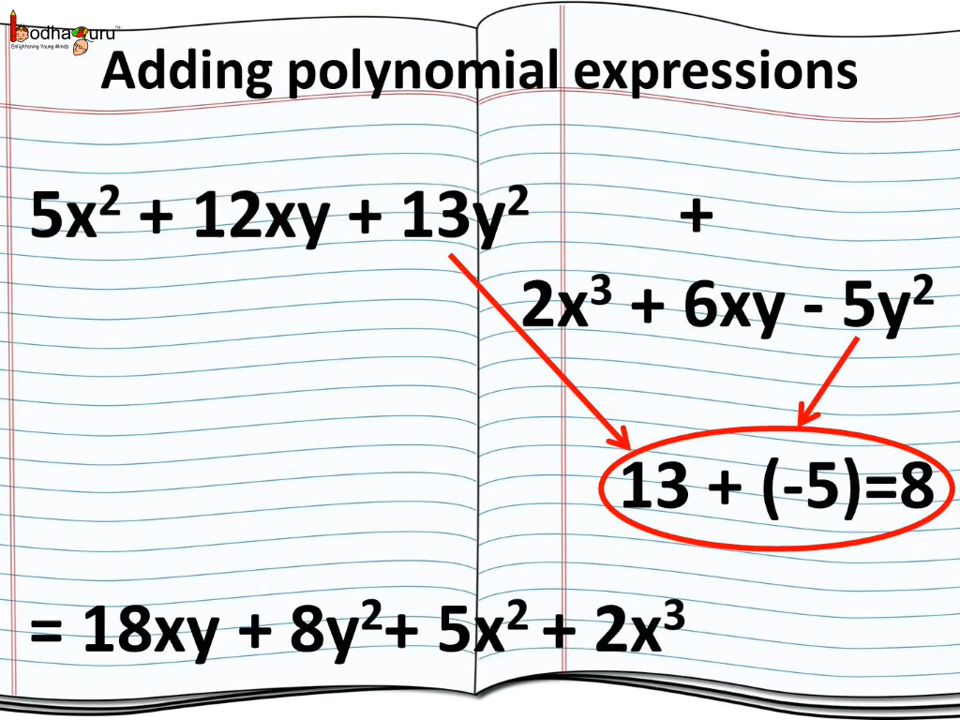 BodhaGuru™
Enlightening Young Minds
Adding polynomial expressions
5x² + 12xy + 13y² +
2x³ + 6xy - 5y²
13 + (-5)=8
= 18xy + 8y²+ 5x² + 2x³